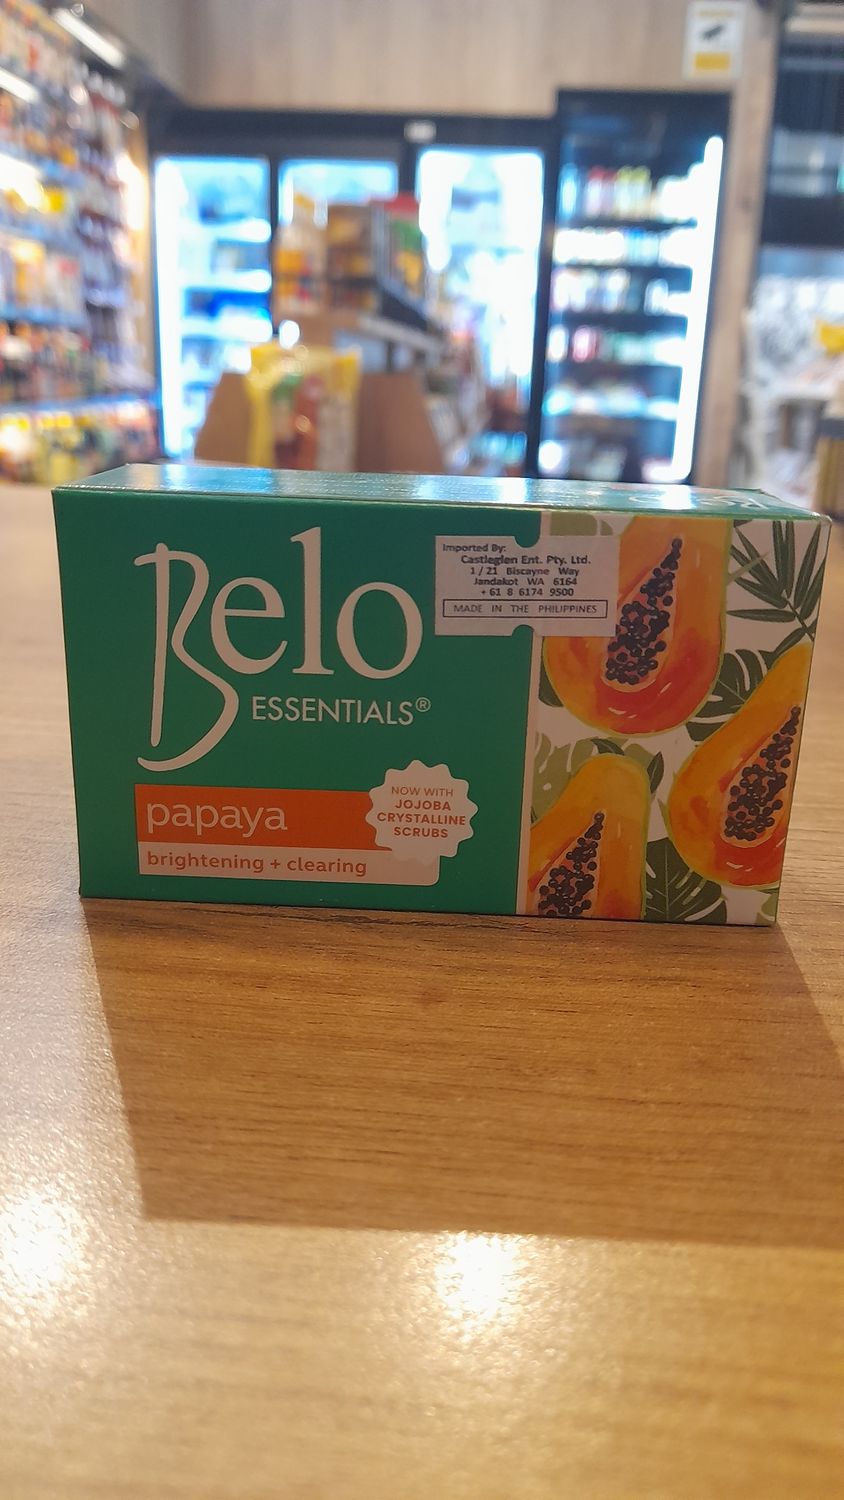 Belo
ESSENTIALS®
papaya
brightening + clearing
NOW WITH
JOJOBA
CRYSTALLINE
SCRUBS
Imported By:
Castleglen Ent. Pty. Ltd.
1 / 21 Biscayne Way
Jandakot WA 6164
+ 61 8 6174 9500
MADE IN THE PHILIPPINES